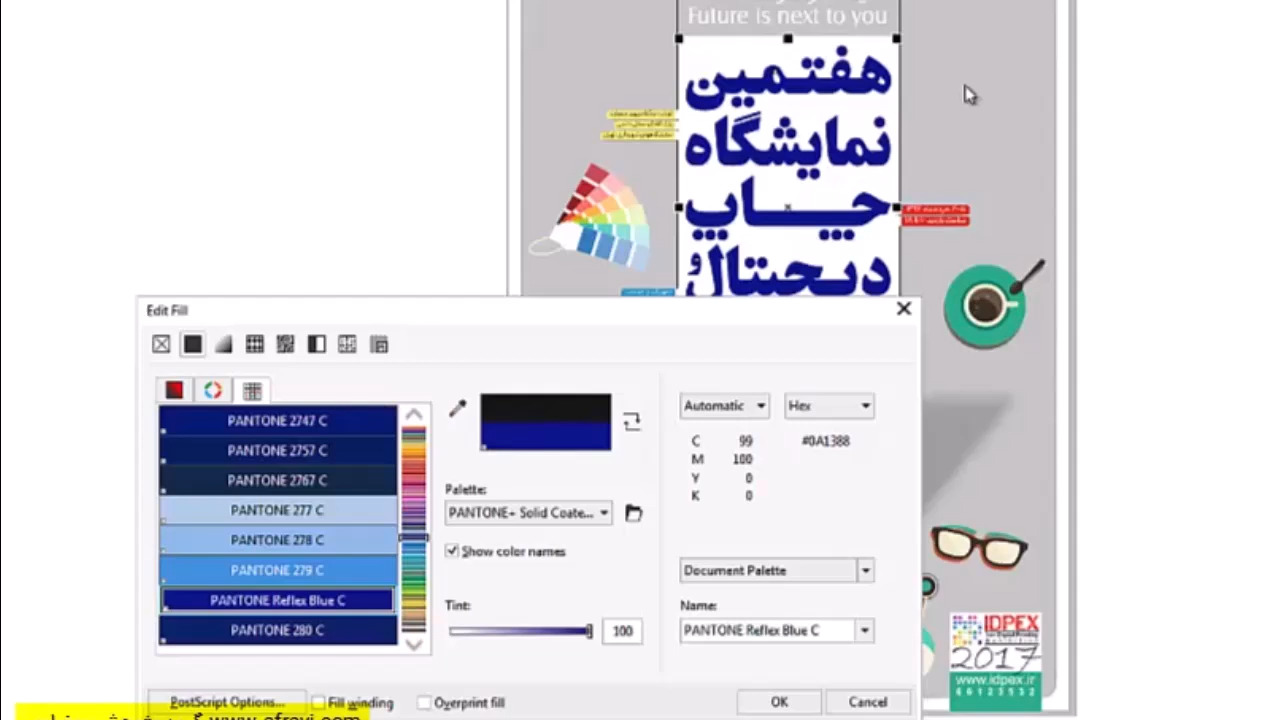 Future is next to you
هفتمین
نمایشگاه
چاپ
دیجیتال و
IDPEX
2017
www.idpex.ir
Edit Fill
PANTONE 2747 C
PANTONE 2757 C
PANTONE 2767 C
PANTONE 277 C
PANTONE 278 C
PANTONE 279 C
PANTONE Reflex Blue C
PANTONE 280 C
Palette:
PANTONE+ Solid Coate...
Show color names
Tint:
100
Automatic
Hex
C 99
M 100
Y 0
K 0
#0A1388
Document Palette
Name:
PANTONE Reflex Blue C
PostScript Options...
Fill winding
Overprint fill
OK
Cancel